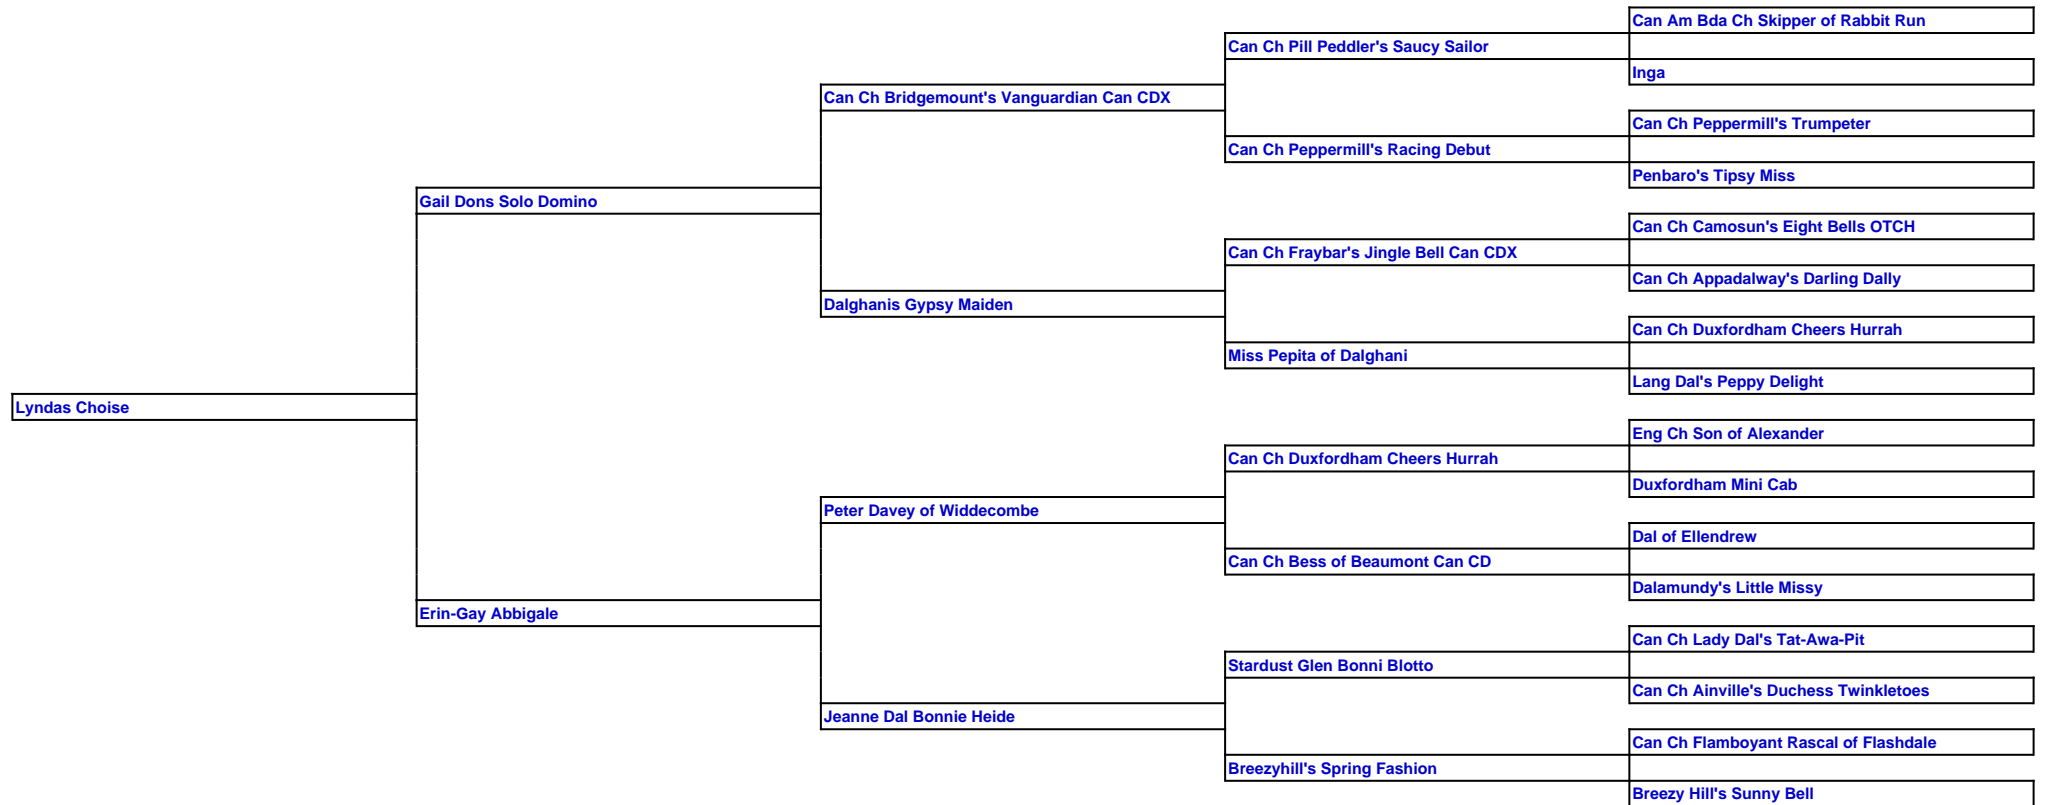 Can Am Bda Ch Skipper of Rabbit Run
Can Ch Pill Peddler's Saucy Sailor
Inga
Can Ch Bridgemount's Vanguardian Can CDX
Can Ch Peppermill's Trumpeter
Can Ch Peppermill's Racing Debut
Penbaro's Tipsy Miss
Gail Dons Solo Domino
Can Ch Camosun's Eight Bells OTCH
Can Ch Fraybar's Jingle Bell Can CDX
Can Ch Appadalway's Darling Dally
Dalghanis Gypsy Maiden
Can Ch Duxfordham Cheers Hurrah
Miss Pepita of Dalghani
Lang Dal's Peppy Delight
Lyndas Choise
Eng Ch Son of Alexander
Can Ch Duxfordham Cheers Hurrah
Duxfordham Mini Cab
Peter Davey of Widdecombe
Dal of Ellendrew
Can Ch Bess of Beaumont Can CD
Dalamundy's Little Missy
Erin-Gay Abbigale
Can Ch Lady Dal's Tat-Awa-Pit
Stardust Glen Bonni Blotto
Can Ch Ainville's Duchess Twinkletoes
Jeanne Dal Bonnie Heide
Can Ch Flamboyant Rascal of Flashdale
Breezyhill's Spring Fashion
Breezy Hill's Sunny Bell